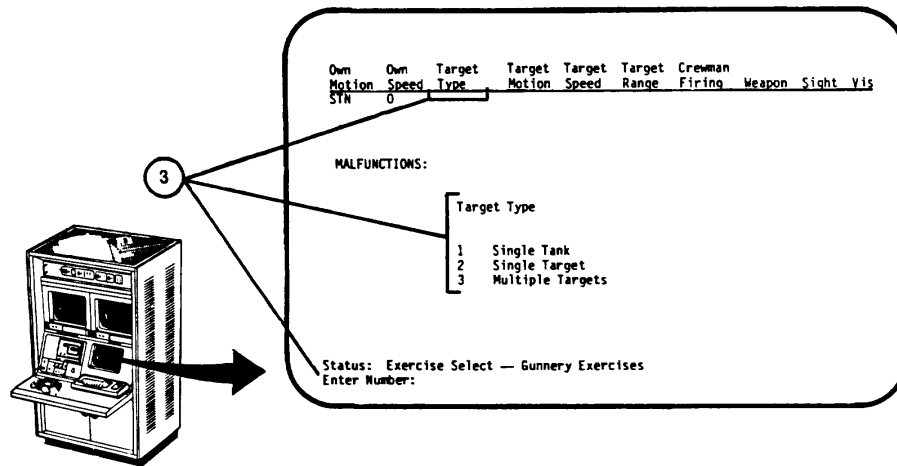 Own Own Target Target Target Target Crewman
Motion Speed Type Motion Speed Range Firing Weapon Sight Vis
STN 0
MALFUNCTIONS:
3
Target Type
1 Single Tank
2 Single Target
3 Multiple Targets
Status: Exercise Select — Gunnery Exercises
Enter Number: